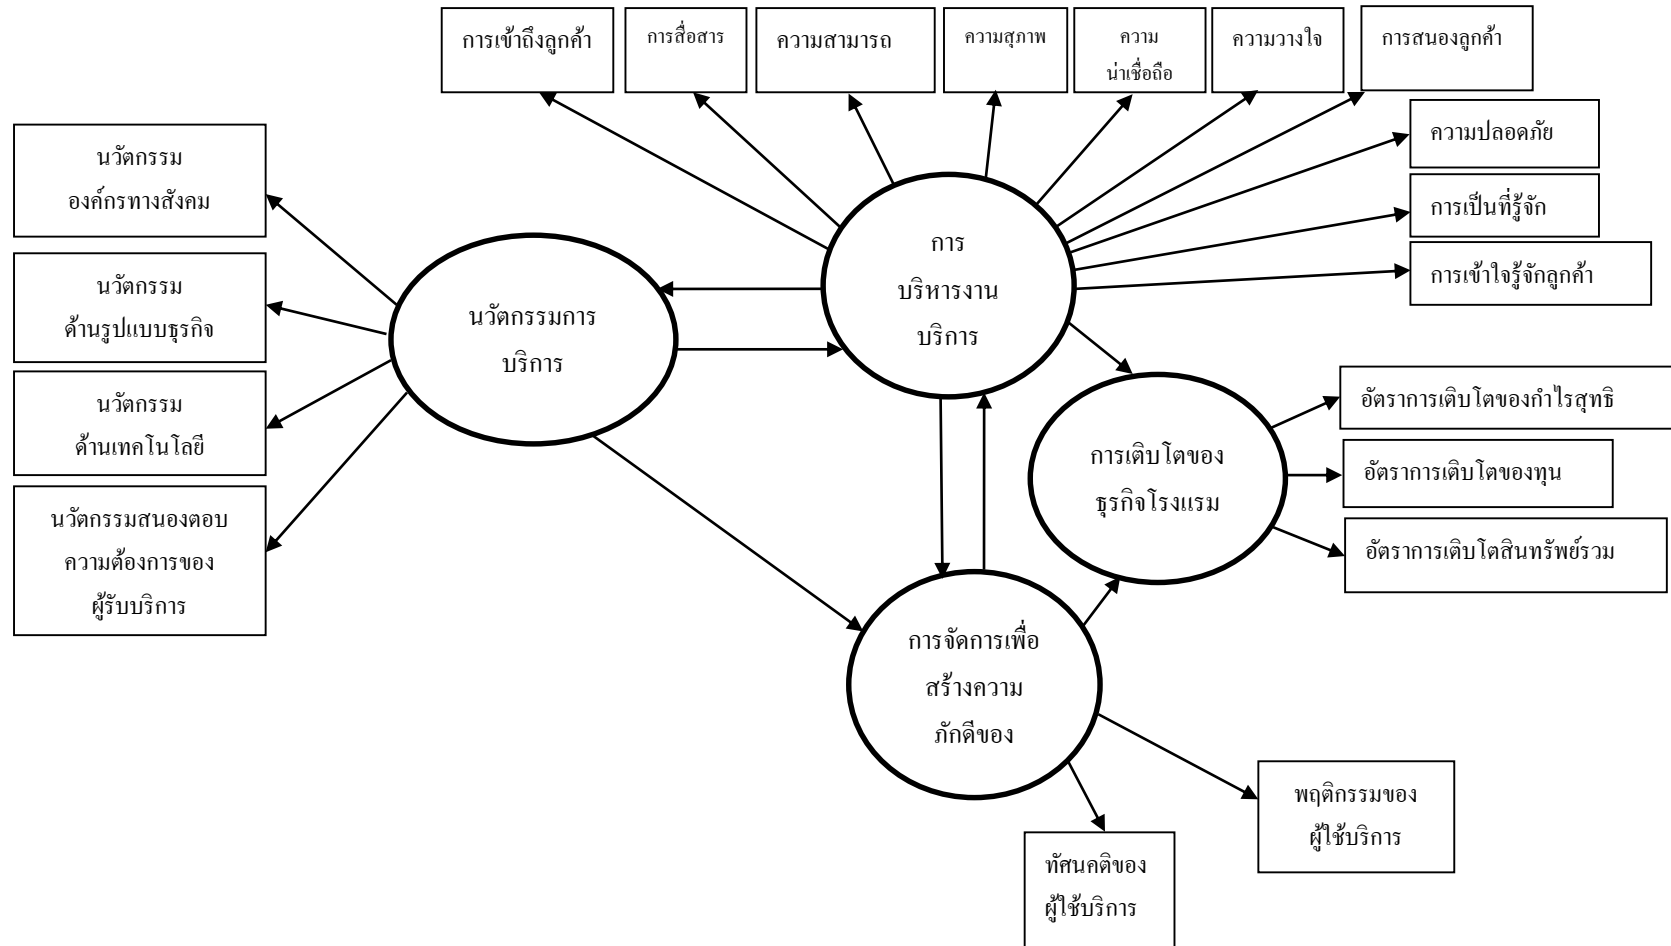 การเข้าถึงลูกค้า
การสื่อสาร
ความสามารถ
ความสุภาพ
ความ
น่าเชื่อถือ
ความวางใจ
การสนองลูกค้า
ความปลอดภัย
การเป็นที่รู้จัก
การเข้าใจรู้จักลูกค้า
นวัตกรรม
องค์กรทางสังคม
นวัตกรรม
ด้านรูปแบบธุรกิจ
นวัตกรรม
ด้านเทคโนโลยี
นวัตกรรมสนองตอบ
ความต้องการของ
ผู้รับบริการ
นวัตกรรมการ
บริการ
การ
บริหารงาน
บริการ
การเติบโตของ
ธุรกิจโรงแรม
อัตราการเติบโตของกำไรสุทธิ
อัตราการเติบโตของทุน
อัตราการเติบโตสินทรัพย์รวม
การจัดการเพื่อ
สร้างความ
ภักดีของ
พฤติกรรมของ
ผู้ใช้บริการ
ทัศนคติของ
ผู้ใช้บริการ